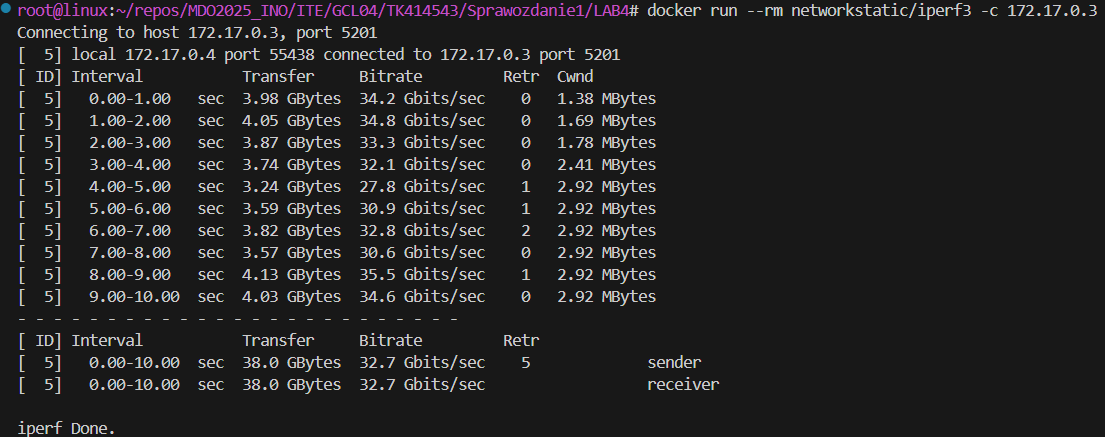 root@linux:~/repos/MDO2025_INO/ITE/GCL04/TK414543/Sprawozdanie1/LAB4# docker run --rm networkstatic/iperf3 -c 172.17.0.3
Connecting to host 172.17.0.3, port 5201
[  5] local 172.17.0.4 port 55438 connected to 172.17.0.3 port 5201
[ ID] Interval           Transfer     Bitrate         Retr  Cwnd
[  5]   0.00-1.00   sec  3.98 GBytes  34.2 Gbits/sec    0   1.38 MBytes
[  5]   1.00-2.00   sec  4.05 GBytes  34.8 Gbits/sec    0   1.69 MBytes
[  5]   2.00-3.00   sec  3.87 GBytes  33.3 Gbits/sec    0   1.78 MBytes
[  5]   3.00-4.00   sec  3.74 GBytes  32.1 Gbits/sec    0   2.41 MBytes
[  5]   4.00-5.00   sec  3.24 GBytes  27.8 Gbits/sec    1   2.92 MBytes
[  5]   5.00-6.00   sec  3.59 GBytes  30.9 Gbits/sec    1   2.92 MBytes
[  5]   6.00-7.00   sec  3.82 GBytes  32.8 Gbits/sec    2   2.92 MBytes
[  5]   7.00-8.00   sec  3.57 GBytes  30.6 Gbits/sec    0   2.92 MBytes
[  5]   8.00-9.00   sec  4.13 GBytes  35.5 Gbits/sec    1   2.92 MBytes
[  5]   9.00-10.00  sec  4.03 GBytes  34.6 Gbits/sec    0   2.92 MBytes
- - - - - - - - - - - - - - - - - - - - - - - - -
[ ID] Interval           Transfer     Bitrate         Retr
[  5]   0.00-10.00  sec  38.0 GBytes  32.7 Gbits/sec    5             sender
[  5]   0.00-10.00  sec  38.0 GBytes  32.7 Gbits/sec                  receiver
iperf Done.